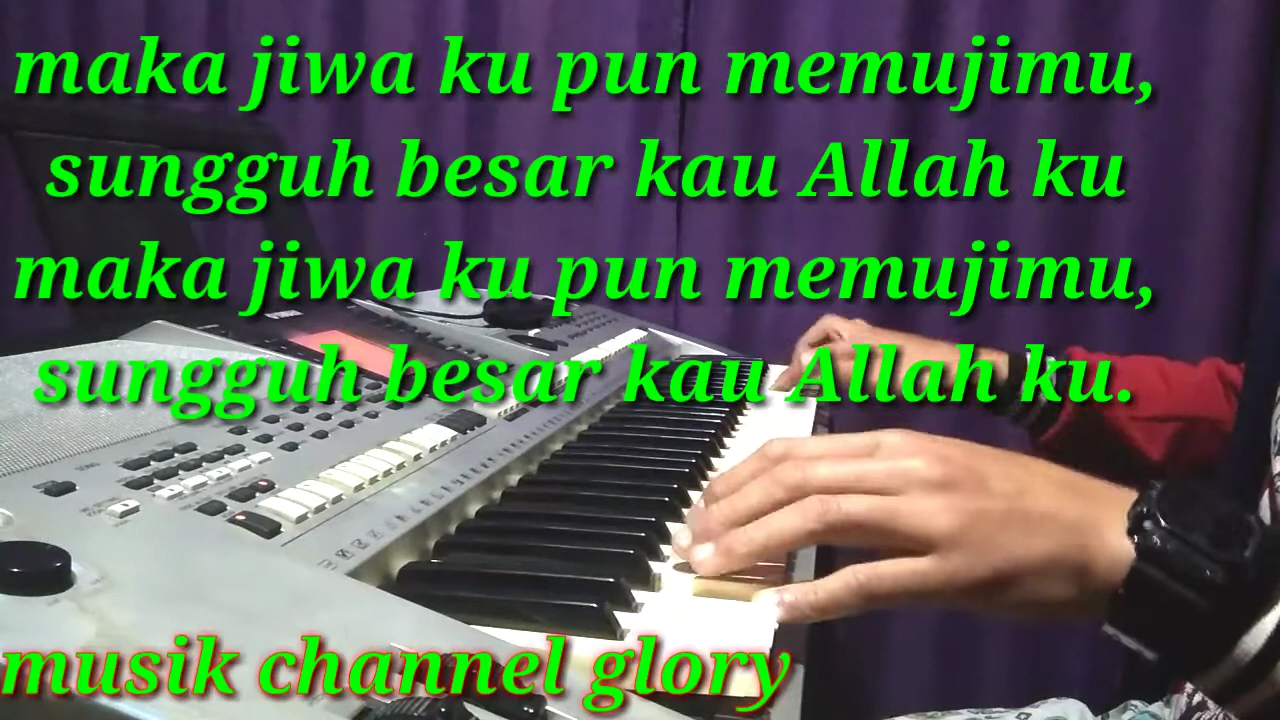 maka jiwa ku pun memujimu,
sungguh besar kau Allah ku
maka jiwa ku pun memujimu,
sungguh besar kau Allah ku.
musik channel glory